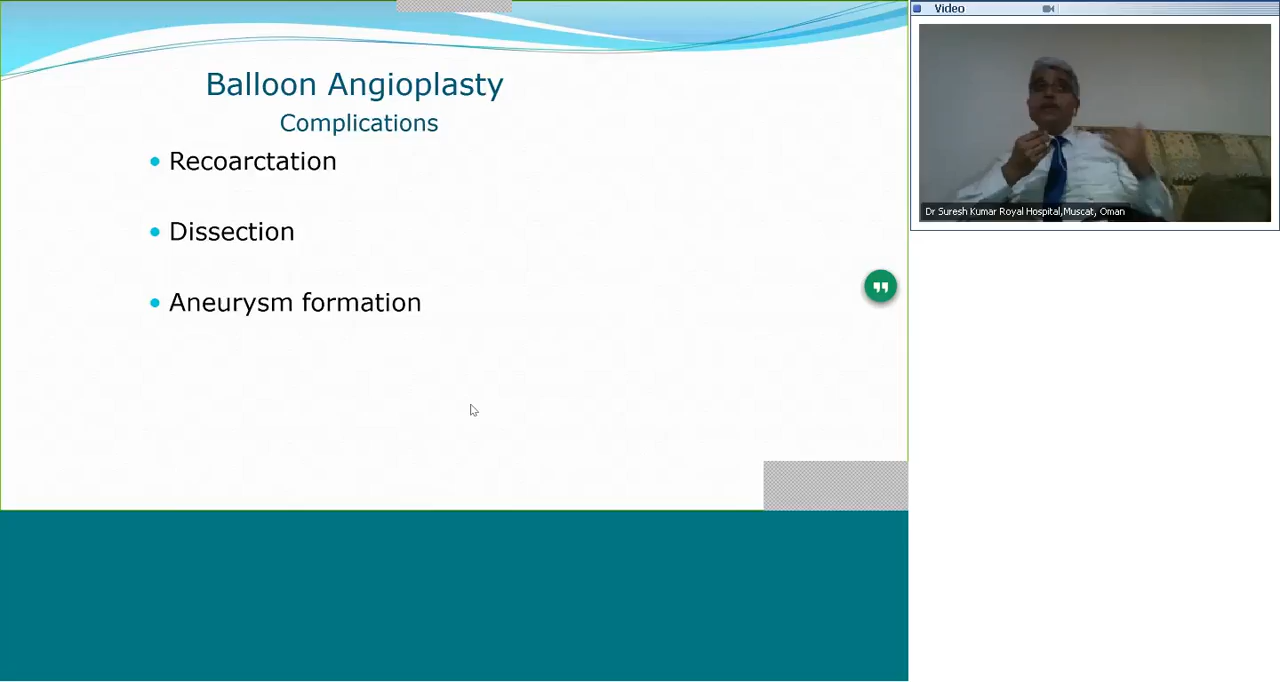 Balloon Angioplasty
Complications
• Recoarctation
• Dissection
• Aneurysm formation
Video
Dr Suresh Kumar Royal Hospital,Muscat, Oman